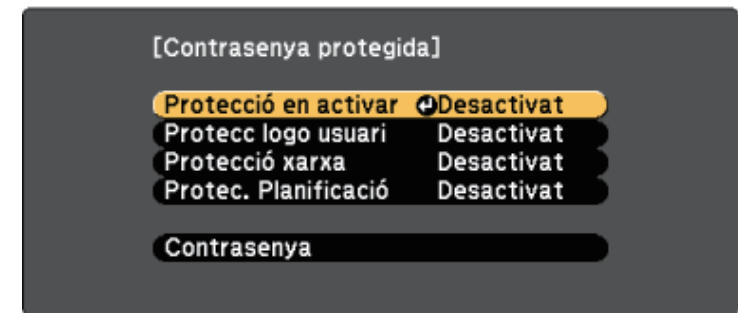 [Contrasenya protegida]
Protecció en activar Desactivat
Protecc logo usuari Desactivat
Protecció xarxa Desactivat
Protec. Planificació Desactivat
Contrasenya